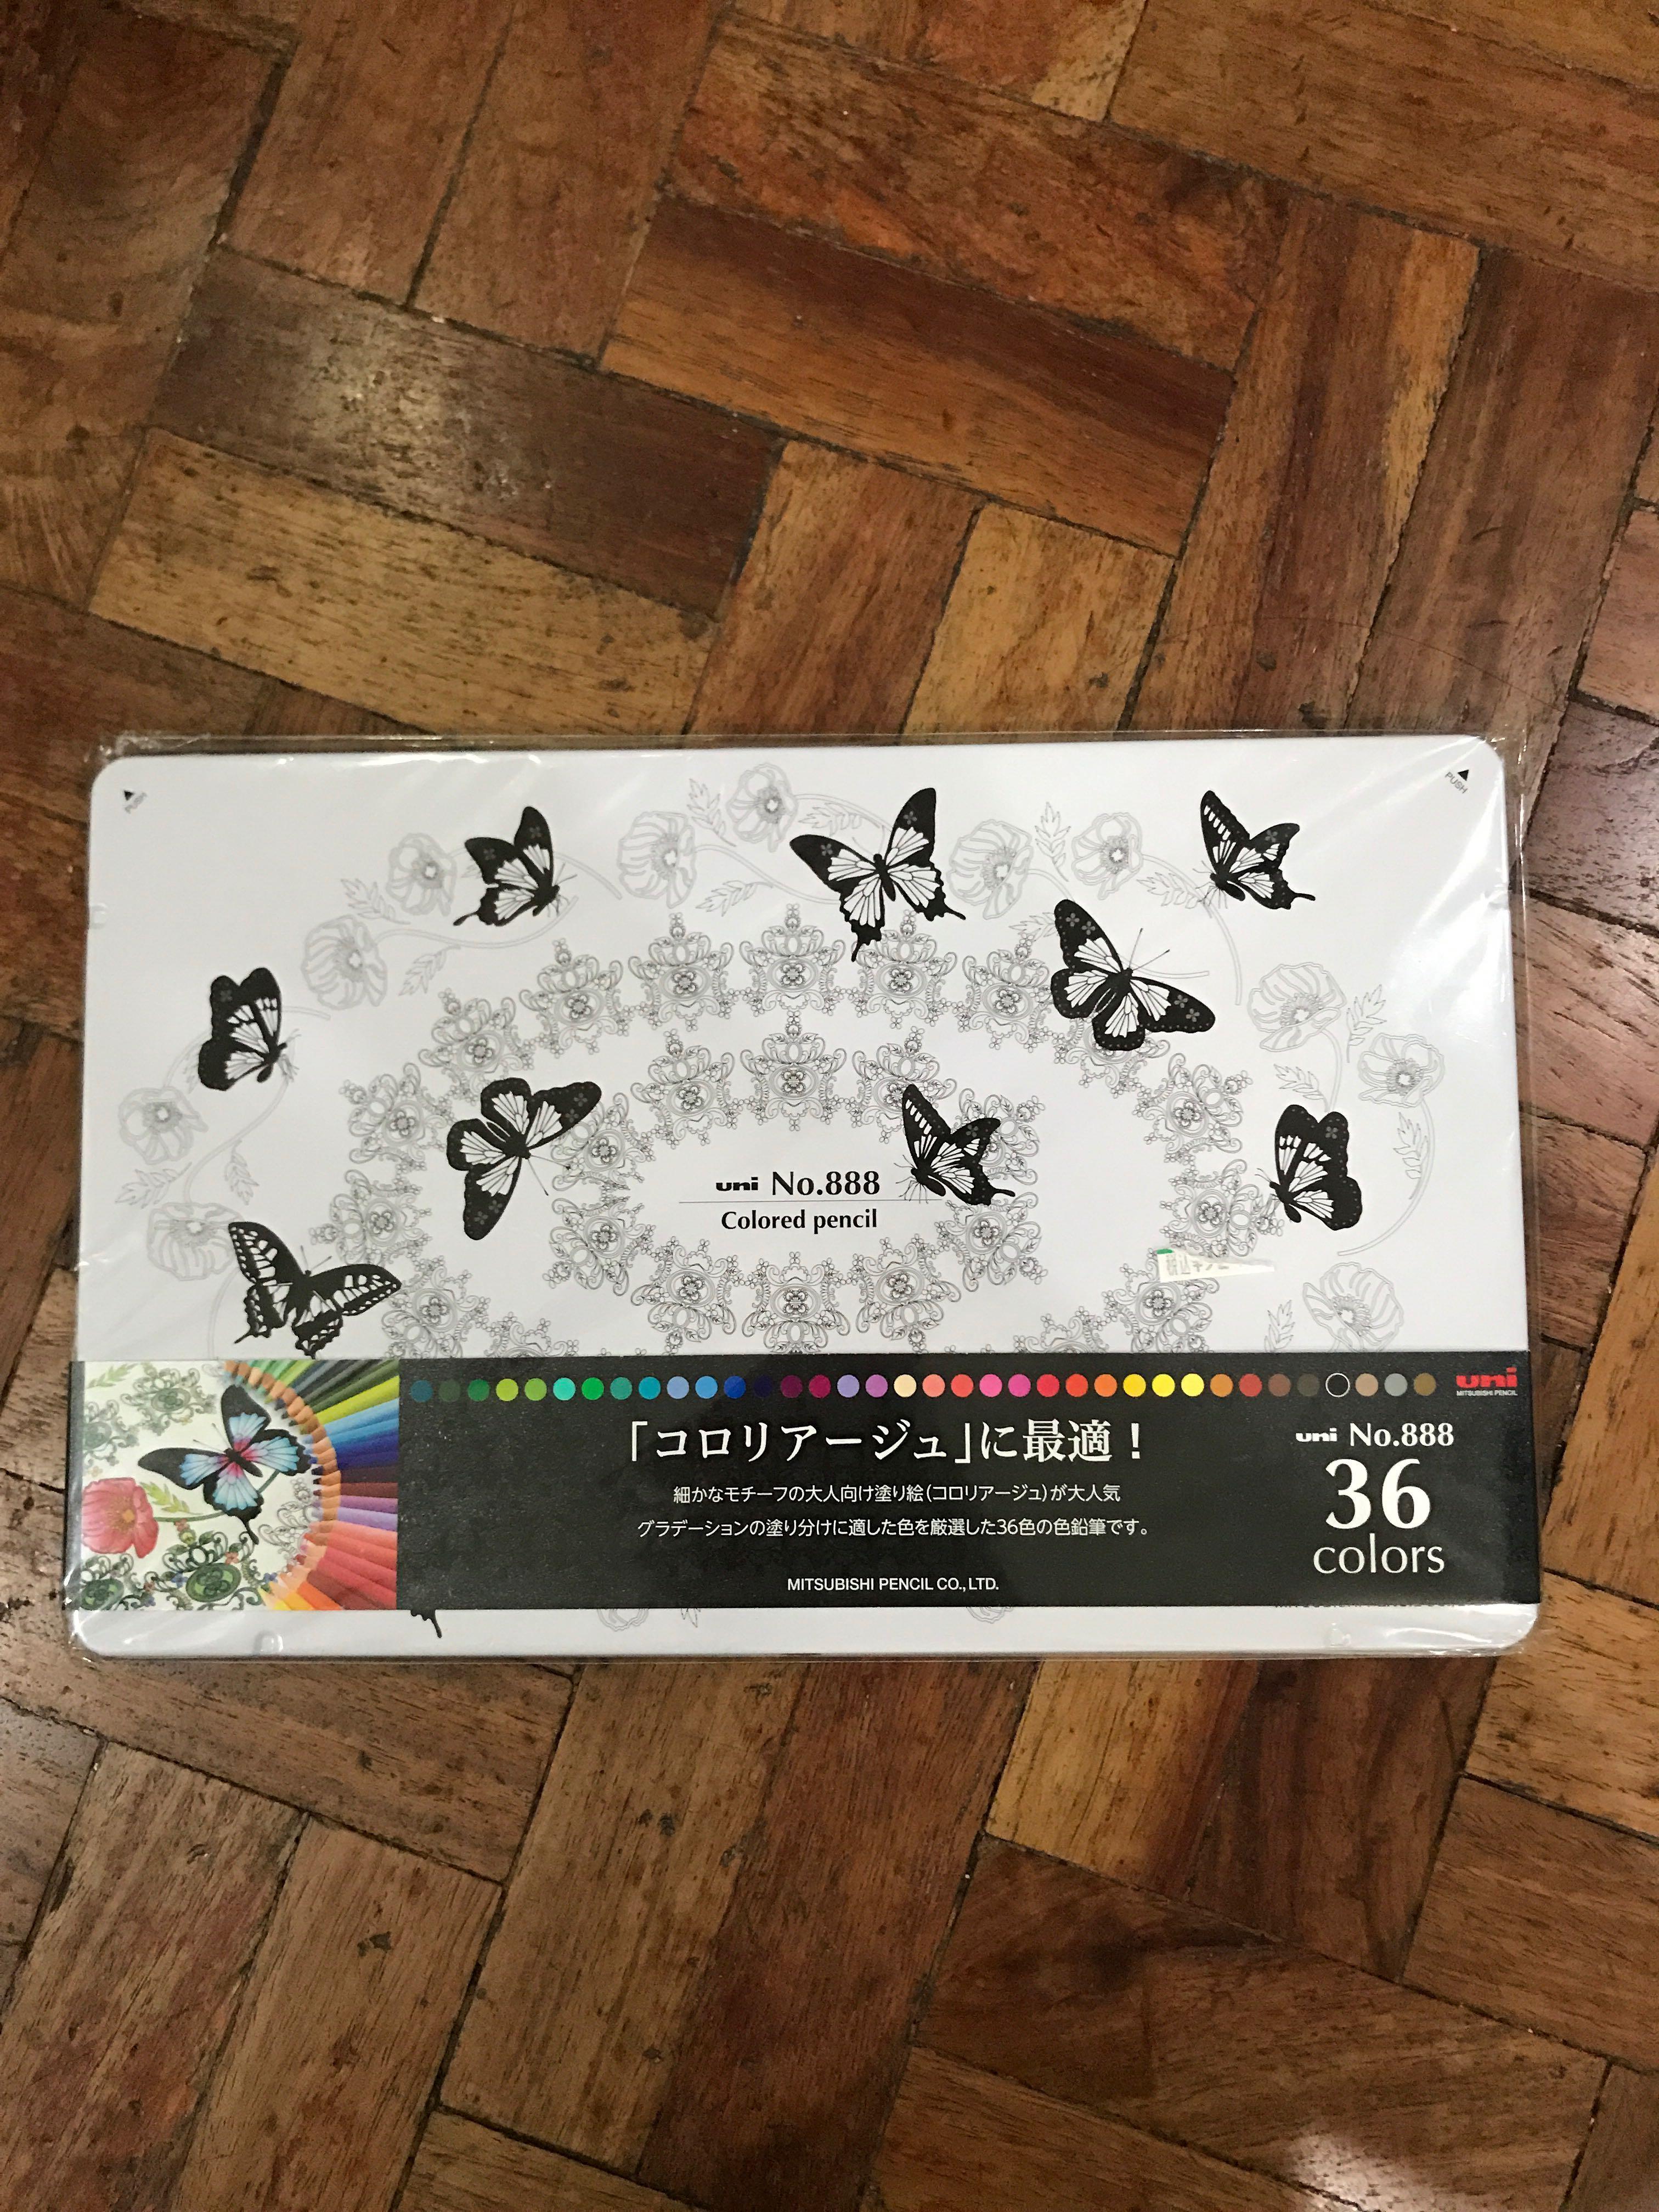 PUSH
PUSH
uni No.888
Colored pencil
税込
uni
MITSUBISHI PENCIL
「コロリアージュ」に最適！
細かなモチーフの大人向け塗り絵(コロリアージュ)が大人気
グラデーションの塗り分けに適した色を厳選した36色の色鉛筆です。
MITSUBISHI PENCIL CO., LTD.
uni No.888
36
colors